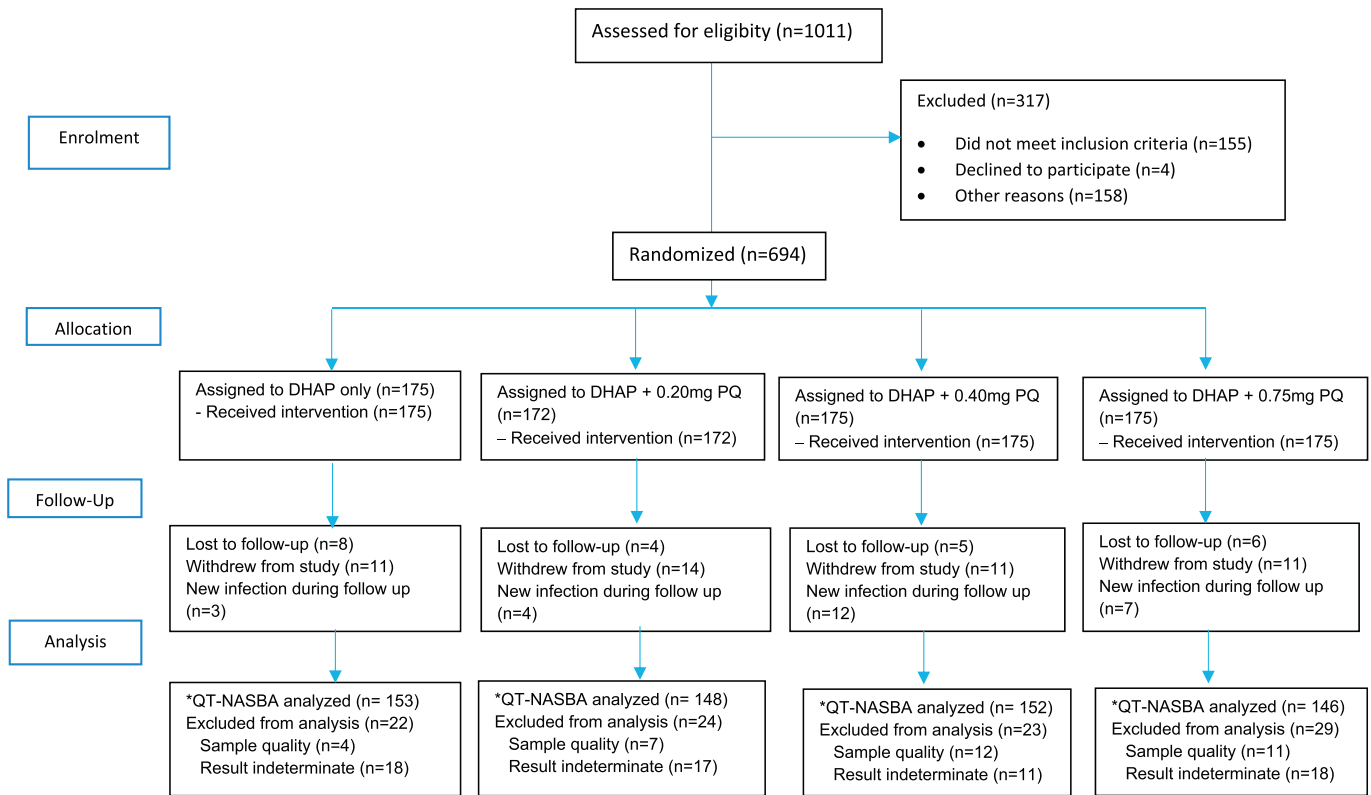 Assessed for eligibity (n=1011)
Enrolment
Excluded (n=317)
• Did not meet inclusion criteria (n=155)
• Declined to participate (n=4)
• Other reasons (n=158)
Randomized (n=694)
Allocation
Assigned to DHAP only (n=175)
- Received intervention (n=175)
Assigned to DHAP + 0.20mg PQ
(n=172)
– Received intervention (n=172)
Assigned to DHAP + 0.40mg PQ
(n=175)
– Received intervention (n=175)
Assigned to DHAP + 0.75mg PQ
(n=175)
– Received intervention (n=175)
Follow-Up
Lost to follow-up (n=8)
Withdrew from study (n=11)
New infection during follow up
(n=3)
Lost to follow-up (n=4)
Withdrew from study (n=14)
New infection during follow up
(n=4)
Lost to follow-up (n=5)
Withdrew from study (n=11)
New infection during follow up
(n=12)
Lost to follow-up (n=6)
Withdrew from study (n=11)
New infection during follow up
(n=7)
Analysis
*QT-NASBA analyzed (n= 153)
Excluded from analysis (n=22)
Sample quality (n=4)
Result indeterminate (n=18)
*QT-NASBA analyzed (n= 148)
Excluded from analysis (n=24)
Sample quality (n=7)
Result indeterminate (n=17)
*QT-NASBA analyzed (n= 152)
Excluded from analysis (n=23)
Sample quality (n=12)
Result indeterminate (n=11)
*QT-NASBA analyzed (n= 146)
Excluded from analysis (n=29)
Sample quality (n=11)
Result indeterminate (n=18)